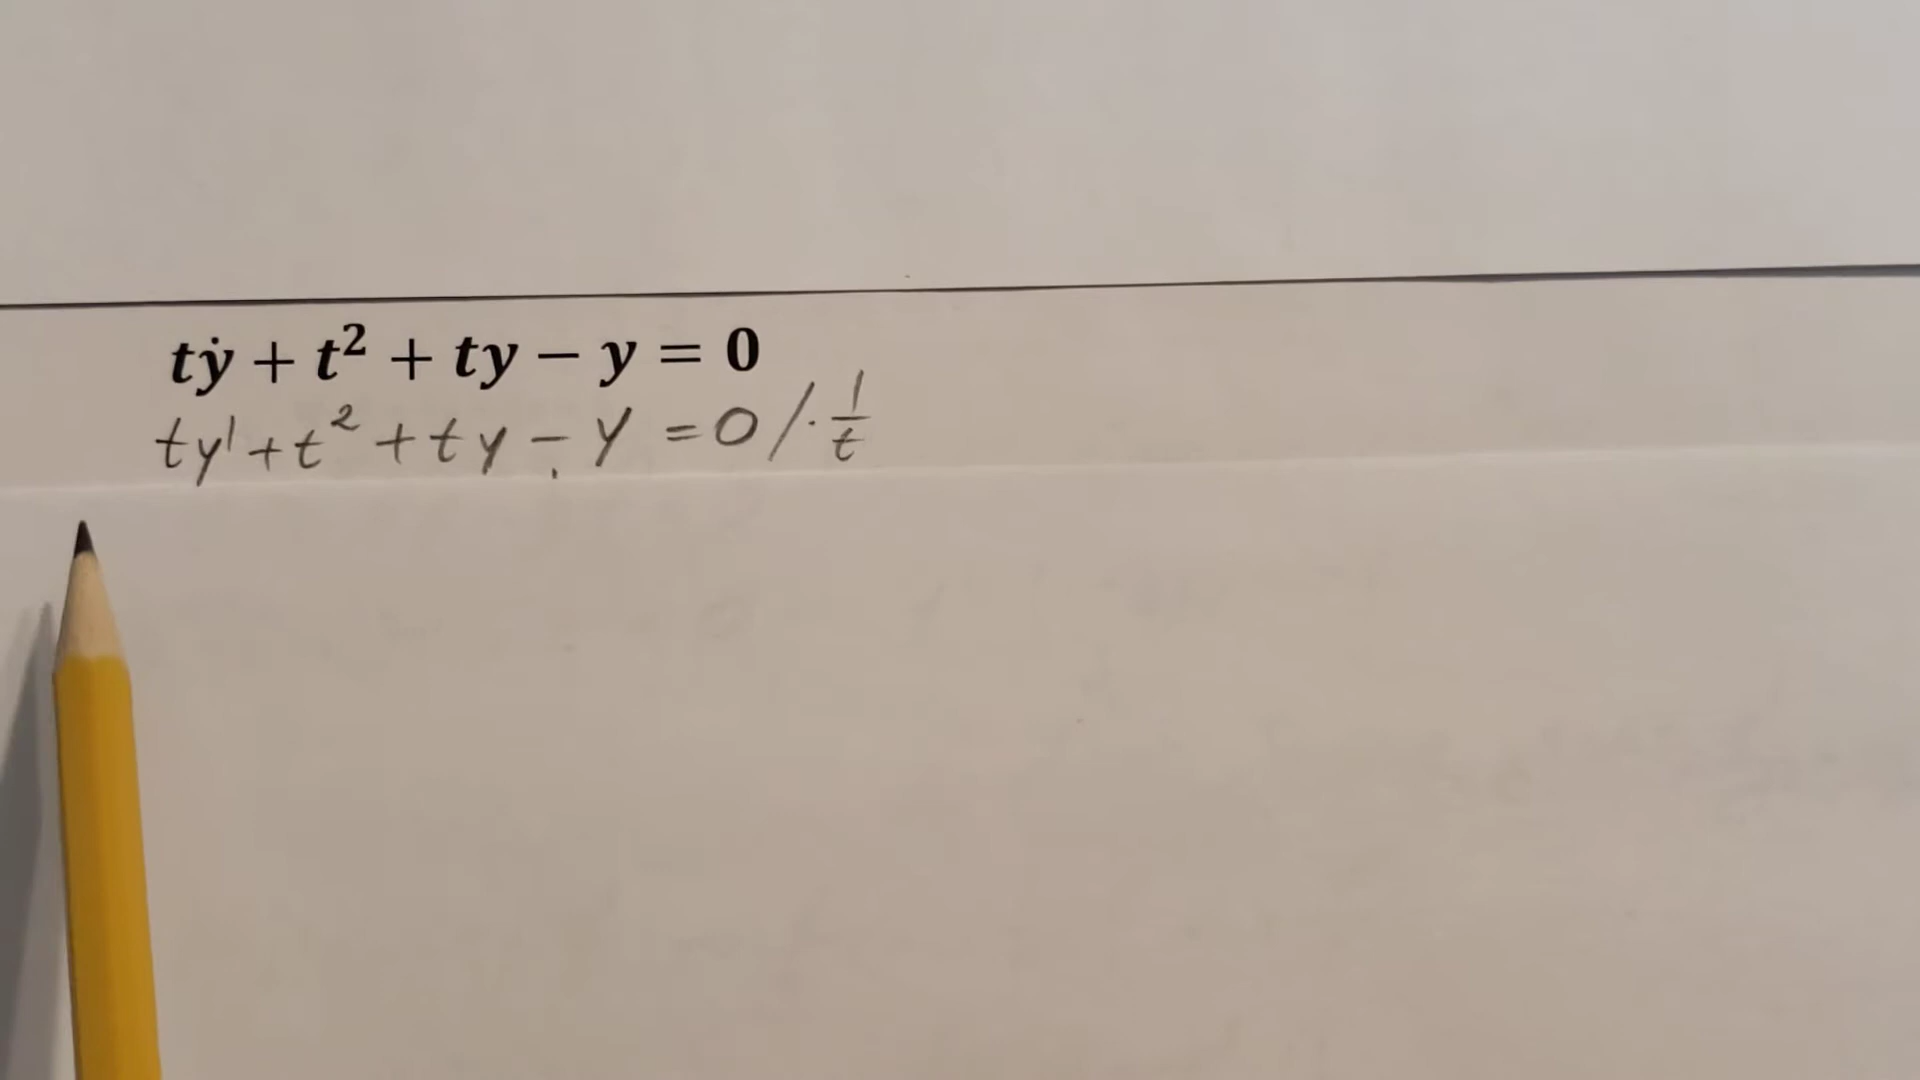 tẏ + t² + ty − y = 0
ty' + t² + ty − y = 0 /· 1/t